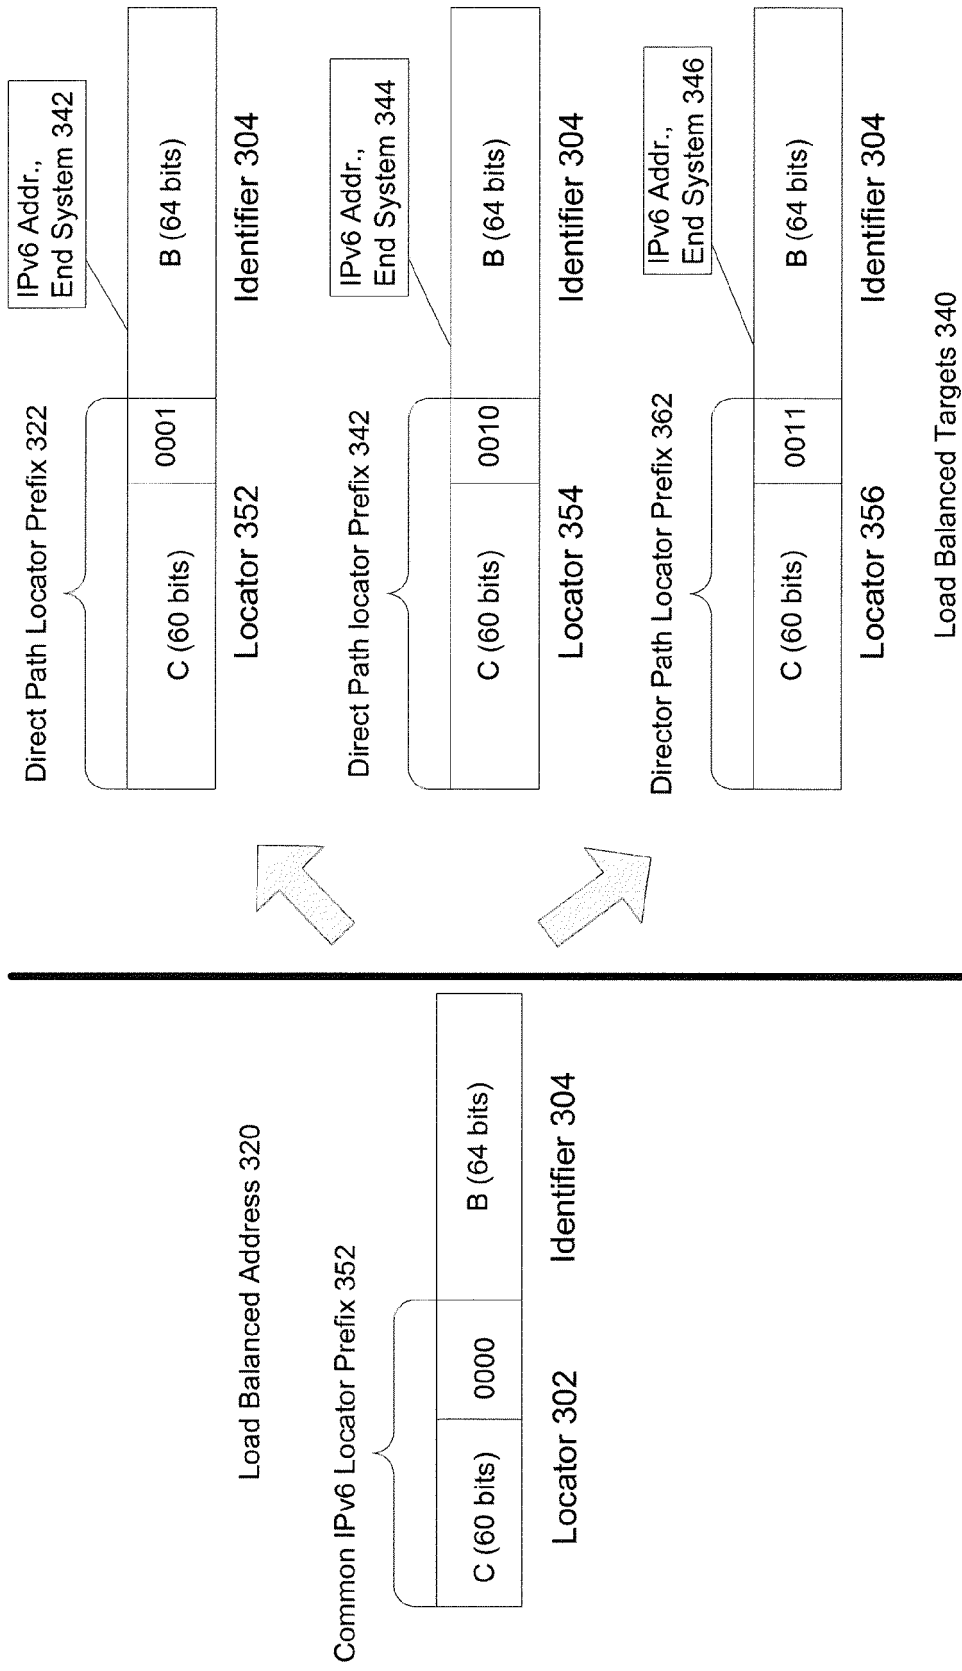 Load Balanced Address 320
Common IPv6 Locator Prefix 352
C (60 bits)
0000
B (64 bits)
Locator 302
Identifier 304
Direct Path Locator Prefix 322
IPv6 Addr.,
End System 342
C (60 bits)
0001
B (64 bits)
Locator 352
Identifier 304
Direct Path locator Prefix 342
IPv6 Addr.,
End System 344
C (60 bits)
0010
B (64 bits)
Locator 354
Identifier 304
Director Path Locator Prefix 362
IPv6 Addr.,
End System 346
C (60 bits)
0011
B (64 bits)
Locator 356
Identifier 304
Load Balanced Targets 340